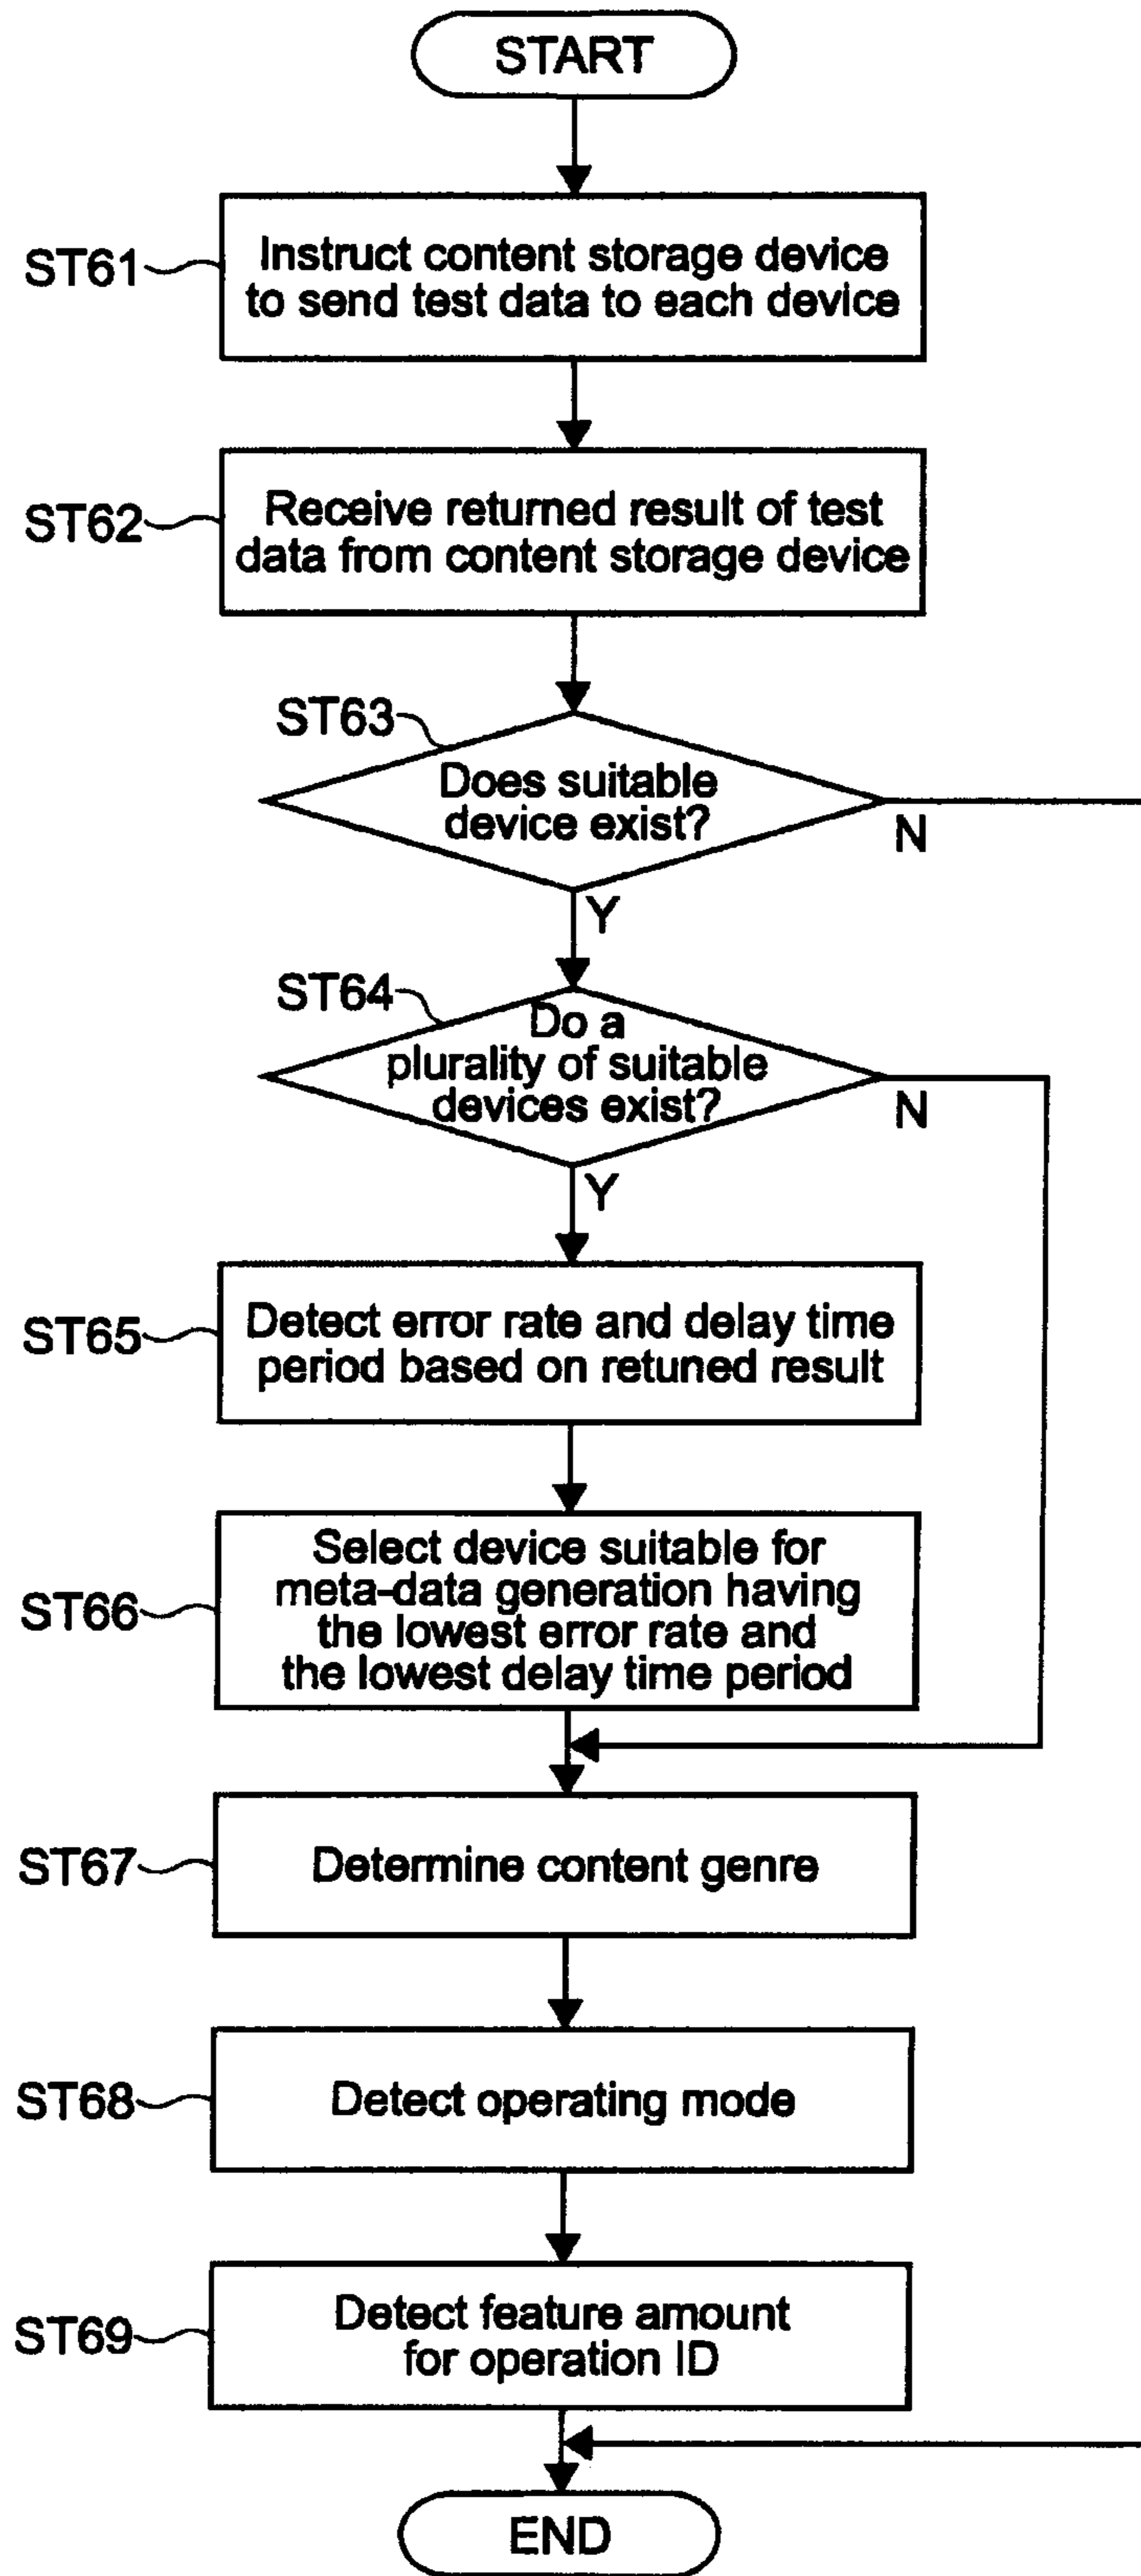 START
ST61
Instruct content storage device
to send test data to each device
ST62
Receive returned result of test
data from content storage device
ST63
Does suitable
device exist?
N
Y
ST64
Do a
plurality of suitable
devices exist?
N
Y
ST65
Detect error rate and delay time
period based on retuned result
ST66
Select device suitable for
meta-data generation having
the lowest error rate and
the lowest delay time period
ST67
Determine content genre
ST68
Detect operating mode
ST69
Detect feature amount
for operation ID
END